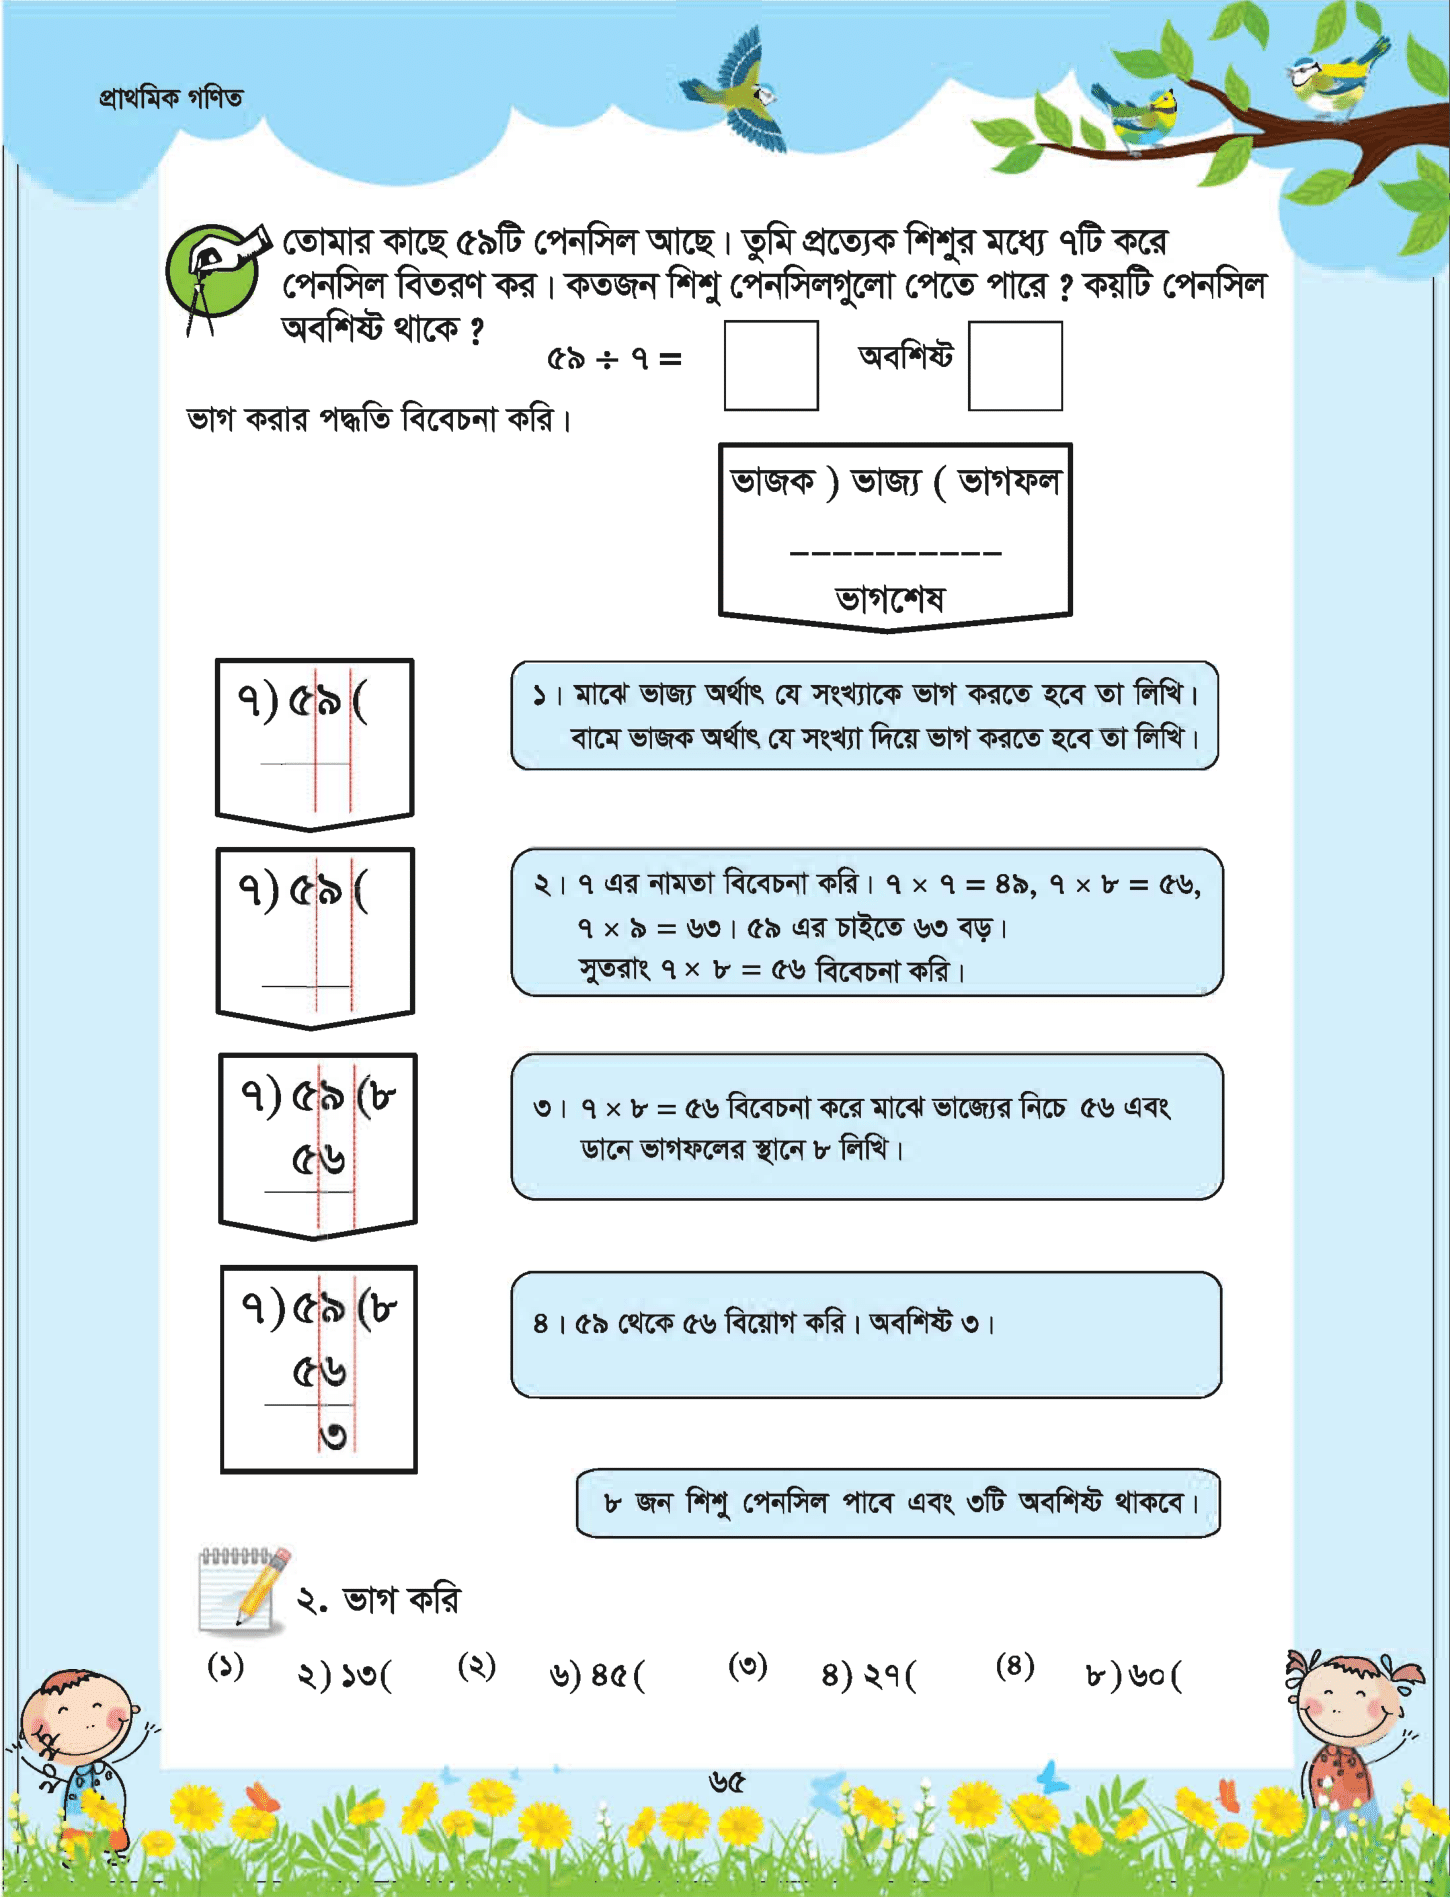 প্রাথমিক গণিত
তোমার কাছে ৫৯টি পেনসিল আছে। তুমি প্রত্যেক শিশুর মধ্যে ৭টি করে
পেনসিল বিতরণ কর। কতজন শিশু পেনসিলগুলো পেতে পারে ? কয়টি পেনসিল
অবশিষ্ট থাকে ?
৫৯ ÷ ৭ = অবশিষ্ট
ভাগ করার পদ্ধতি বিবেচনা করি।
ভাজক ) ভাজ্য ( ভাগফল
----------
ভাগশেষ
৭) ৫৯ (
১। মাঝে ভাজ্য অর্থাৎ যে সংখ্যাকে ভাগ করতে হবে তা লিখি।
বামে ভাজক অর্থাৎ যে সংখ্যা দিয়ে ভাগ করতে হবে তা লিখি।
৭) ৫৯ (
২। ৭ এর নামতা বিবেচনা করি। ৭ × ৭ = ৪৯, ৭ × ৮ = ৫৬,
৭ × ৯ = ৬৩। ৫৯ এর চাইতে ৬৩ বড়।
সুতরাং ৭ × ৮ = ৫৬ বিবেচনা করি।
৭) ৫৯ (৮
৫৬
৩। ৭ × ৮ = ৫৬ বিবেচনা করে মাঝে ভাজ্যের নিচে ৫৬ এবং
ডানে ভাগফলের স্থানে ৮ লিখি।
৭) ৫৯ (৮
৫৬
৩
৪। ৫৯ থেকে ৫৬ বিয়োগ করি। অবশিষ্ট ৩।
৮ জন শিশু পেনসিল পাবে এবং ৩টি অবশিষ্ট থাকবে।
২. ভাগ করি
(১) ২) ১৩( (২) ৬) ৪৫ ( (৩) ৪) ২৭( (৪) ৮) ৬০ (
৬৫